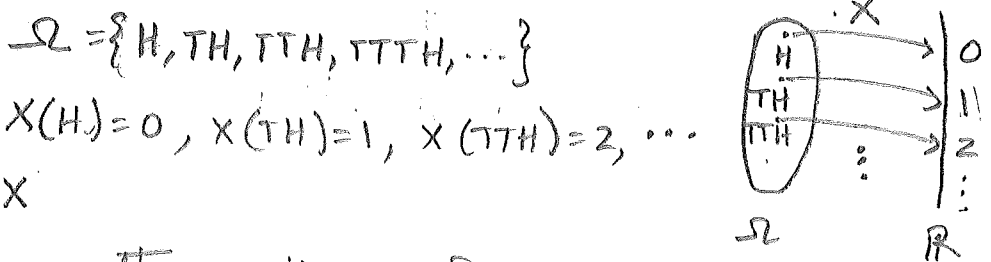 Ω = {H, TH, TTH, TTTH, ...}
X(H) = 0, X(TH) = 1, X(TTH) = 2, ...
X
X
H
TH
TTH
⋮
Ω
0
1
2
⋮
R